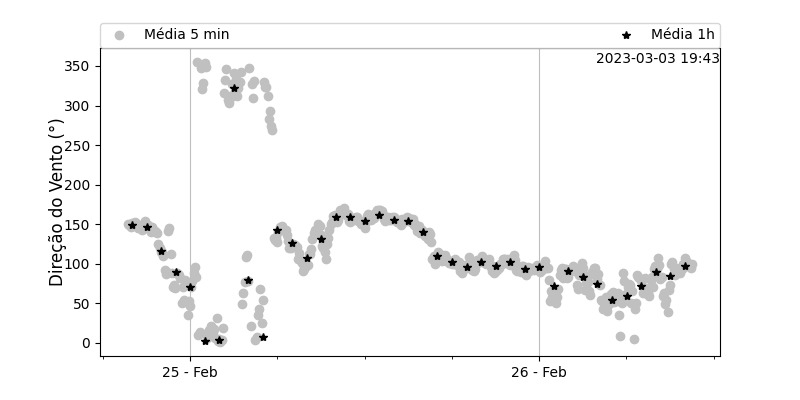 Média 5 min
Média 1h
2023-03-03 19:43
Direção do Vento (°)
350
300
250
200
150
100
50
0
25 - Feb
26 - Feb